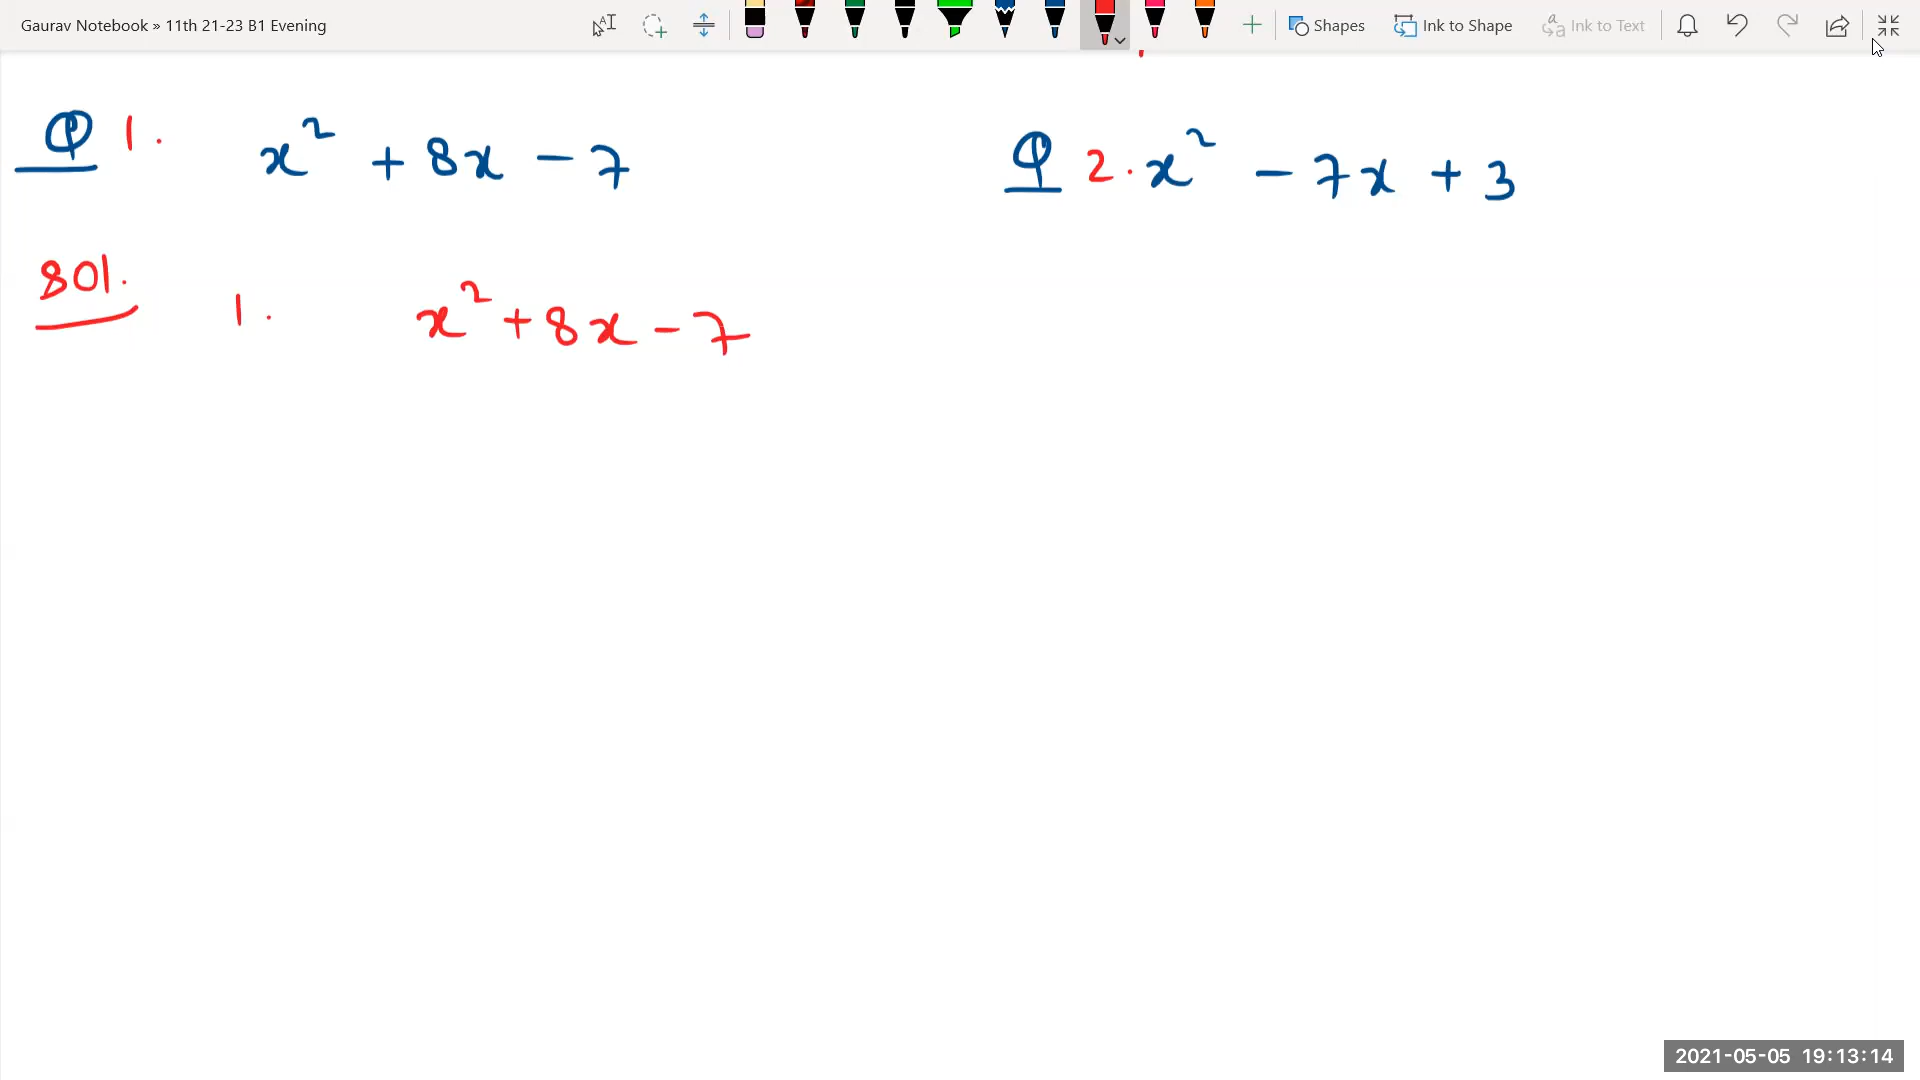 Gaurav Notebook » 11th 21-23 B1 Evening
Shapes
Ink to Shape
Ink to Text
Q 1. x² + 8x - 7
Q 2. x² - 7x + 3
Sol.
1. x² + 8x - 7
2021-05-05 19:13:14